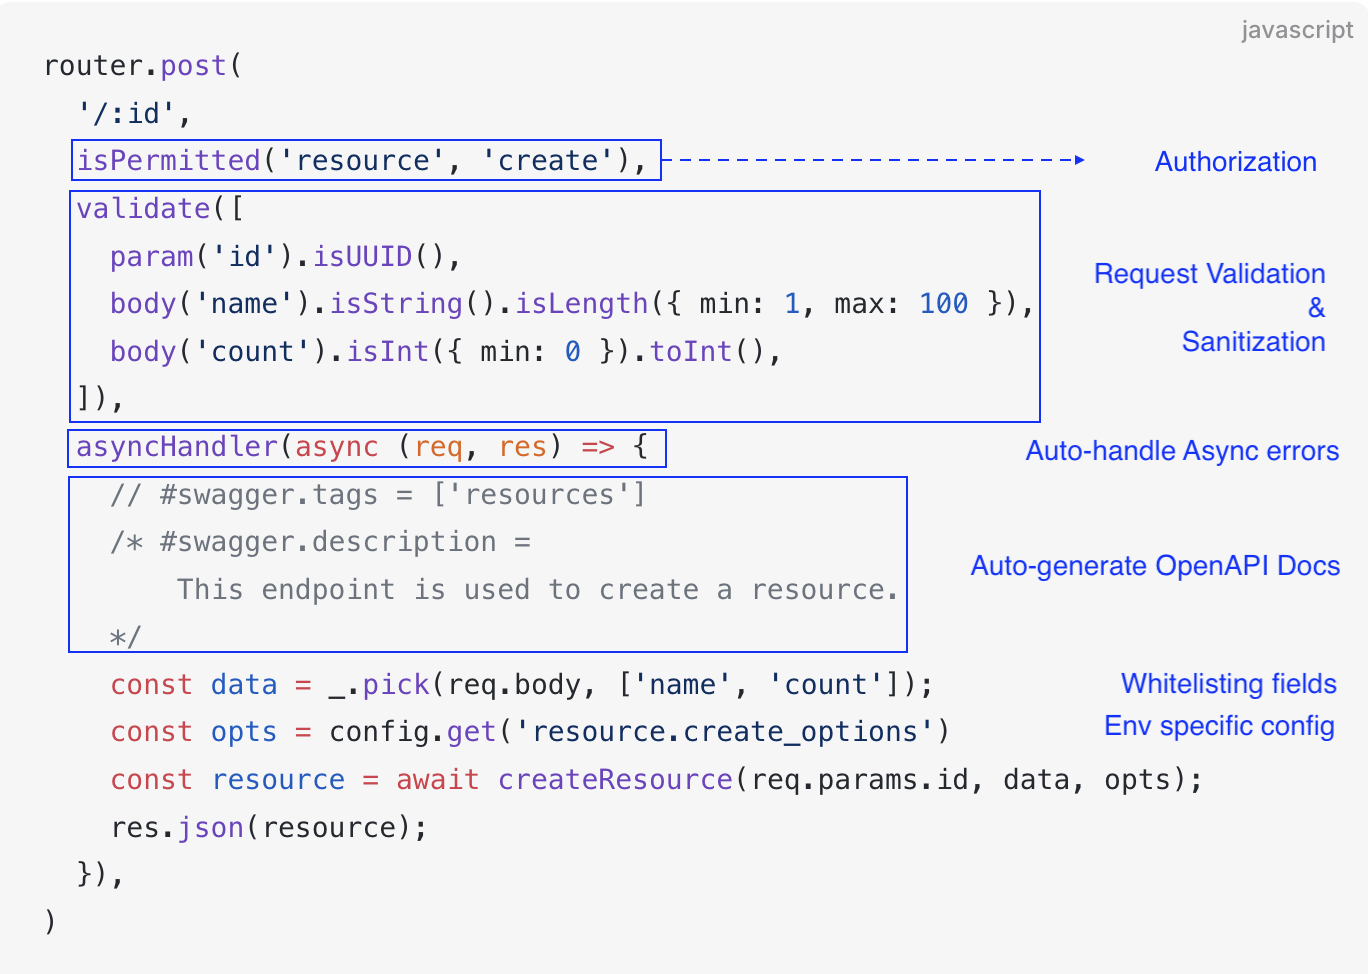 javascript
router.post(
  '/:id',
  isPermitted('resource', 'create'),
Authorization
  validate([
    param('id').isUUID(),
    body('name').isString().isLength({ min: 1, max: 100 }),
    body('count').isInt({ min: 0 }).toInt(),
  ]),
Request Validation
&
Sanitization
  asyncHandler(async (req, res) => {
Auto-handle Async errors
    // #swagger.tags = ['resources']
    /* #swagger.description =
        This endpoint is used to create a resource.
    */
Auto-generate OpenAPI Docs
    const data = _.pick(req.body, ['name', 'count']);
Whitelisting fields
    const opts = config.get('resource.create_options')
Env specific config
    const resource = await createResource(req.params.id, data, opts);
    res.json(resource);
  }),
)